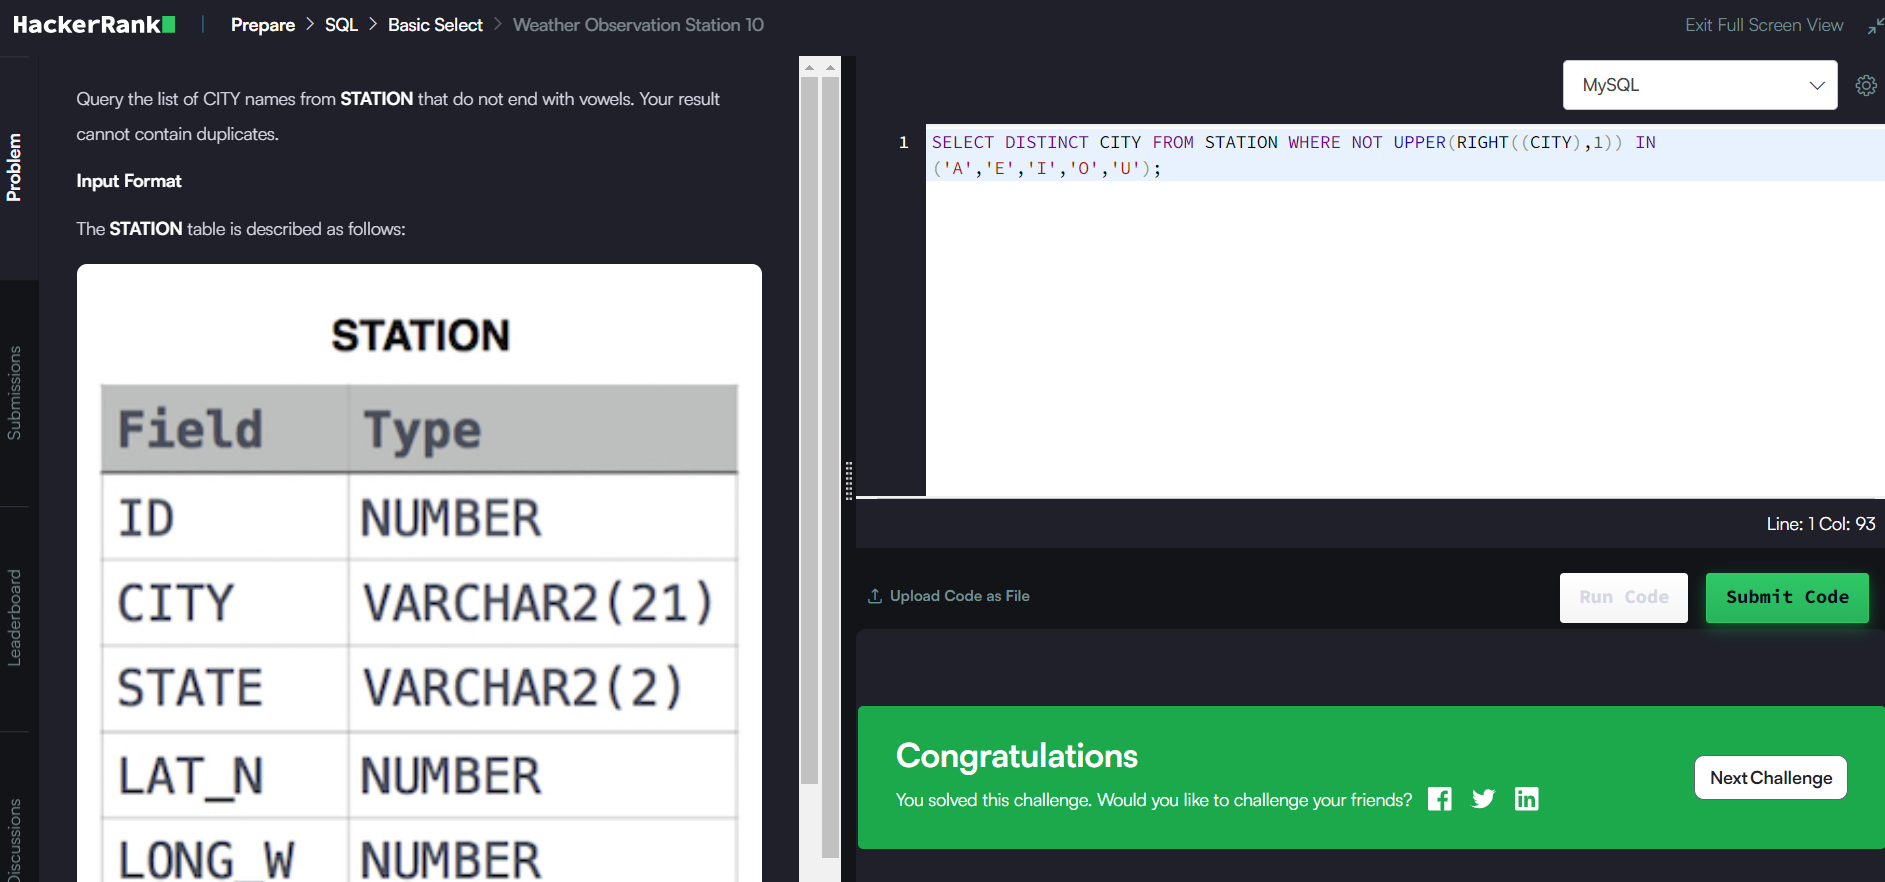 HackerRank
Prepare > SQL > Basic Select > Weather Observation Station 10
Exit Full Screen View
Problem
Submissions
Leaderboard
Discussions
Query the list of CITY names from STATION that do not end with vowels. Your result
cannot contain duplicates.
Input Format
The STATION table is described as follows:
STATION
Field Type
ID NUMBER
CITY VARCHAR2(21)
STATE VARCHAR2(2)
LAT_N NUMBER
LONG_W NUMBER
MySQL
1 SELECT DISTINCT CITY FROM STATION WHERE NOT UPPER(RIGHT((CITY),1)) IN
('A','E','I','O','U');
Line: 1 Col: 93
Upload Code as File
Run Code
Submit Code
Congratulations
You solved this challenge. Would you like to challenge your friends?
Next Challenge